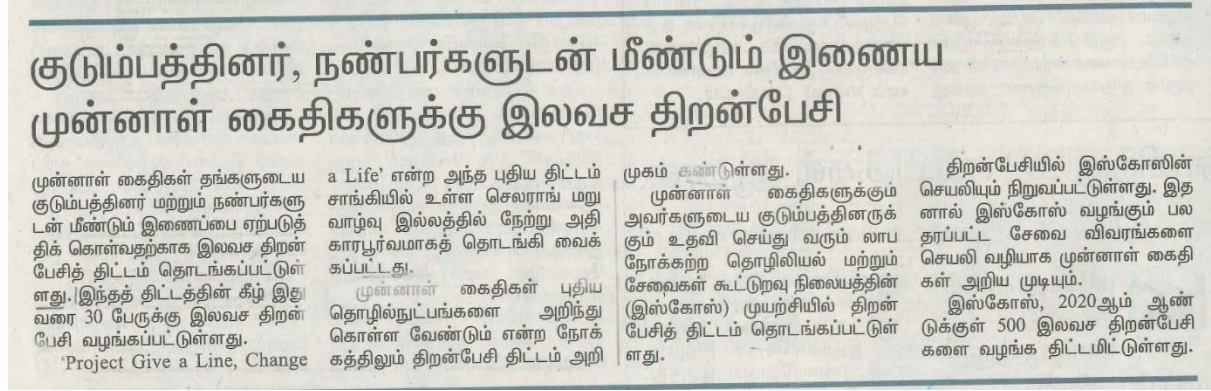 குடும்பத்தினர், நண்பர்களுடன் மீண்டும் இணைய
முன்னாள் கைதிகளுக்கு இலவச திறன்பேசி
முன்னாள் கைதிகள் தங்களுடைய
குடும்பத்தினர் மற்றும் நண்பர்களு
டன் மீண்டும் இணைப்பை ஏற்படுத்
திக் கொள்வதற்காக இலவச திறன்
பேசித் திட்டம் தொடங்கப்பட்டுள்
ளது. இந்தத் திட்டத்தின் கீழ் இது
வரை 30 பேருக்கு இலவச திறன்
பேசி வழங்கப்பட்டுள்ளது.
'Project Give a Line, Change
a Life' என்ற அந்த புதிய திட்டம்
சாங்கியில் உள்ள செலராங் மறு
வாழ்வு இல்லத்தில் நேற்று அதி
காரபூர்வமாகத் தொடங்கி வைக்
கப்பட்டது.
முன்னாள் கைதிகள் புதிய
தொழில்நுட்பங்களை அறிந்து
கொள்ள வேண்டும் என்ற நோக்
கத்திலும் திறன்பேசி திட்டம் அறி
முகம் கண்டுள்ளது.
முன்னாள் கைதிகளுக்கும்
அவர்களுடைய குடும்பத்தினருக்
கும் உதவி செய்து வரும் லாப
நோக்கற்ற தொழிலியல் மற்றும்
சேவைகள் கூட்டுறவு நிலையத்தின்
(இஸ்கோஸ்) முயற்சியில் திறன்
பேசித் திட்டம் தொடங்கப்பட்டுள்
ளது.
திறன்பேசியில் இஸ்கோஸின்
செயலியும் நிறுவப்பட்டுள்ளது. இத
னால் இஸ்கோஸ் வழங்கும் பல
தரப்பட்ட சேவை விவரங்களை
செயலி வழியாக முன்னாள் கைதி
கள் அறிய முடியும்.
இஸ்கோஸ், 2020ஆம் ஆண்
டுக்குள் 500 இலவச திறன்பேசி
களை வழங்க திட்டமிட்டுள்ளது.